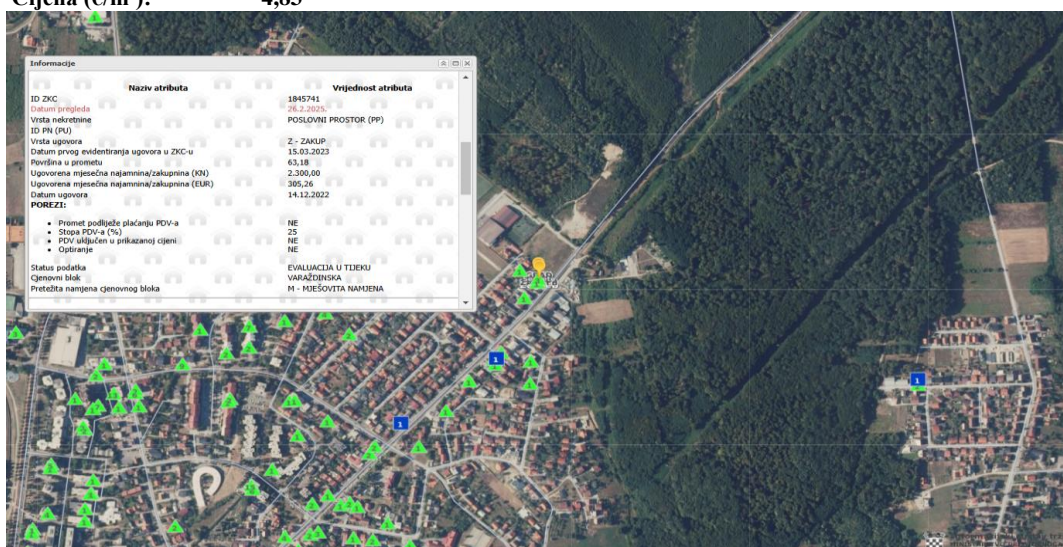 Cijena (€/m²): 4,83
Informacije
Naziv atributa Vrijednost atributa
ID ZKC 1845741
Datum pregleda 26.2.2025.
Vrsta nekretnine POSLOVNI PROSTOR (PP)
ID PN (PU)
Vrsta ugovora Z - ZAKUP
Datum prvog evidentiranja ugovora u ZKC-u 15.03.2023
Površina u prometu 63,18
Ugovorena mjesečna najamnina/zakupnina (KN) 2.300,00
Ugovorena mjesečna najamnina/zakupnina (EUR) 305,26
Datum ugovora 14.12.2022
POREZI:
• Promet podliježe plaćanju PDV-a NE
• Stopa PDV-a (%) 25
• PDV uključen u prikazanoj cijeni NE
• Optiranje NE
Status podatka EVALUACIJA U TIJEKU
Cjenovni blok VARAŽDINSKA
Pretežita namjena cjenovnog bloka M - MJEŠOVITA NAMJENA
1
1
1